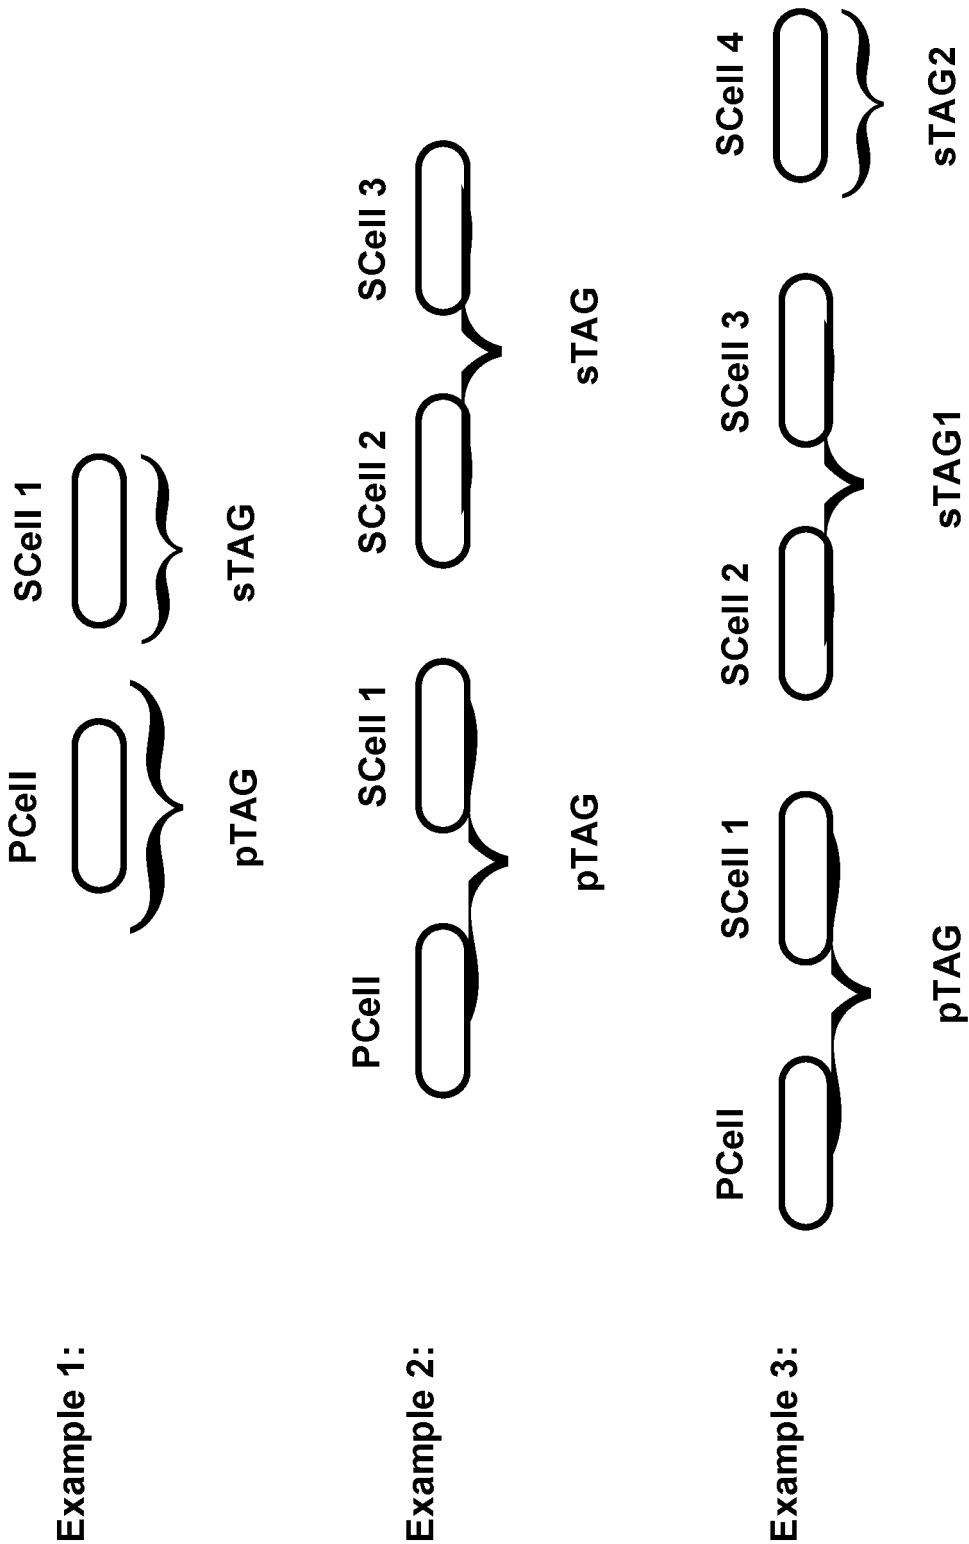 Example 1:
PCell SCell 1
pTAG sTAG
Example 2:
PCell SCell 1 SCell 2 SCell 3
pTAG sTAG
Example 3:
PCell SCell 1 SCell 2 SCell 3 SCell 4
pTAG sTAG1 sTAG2